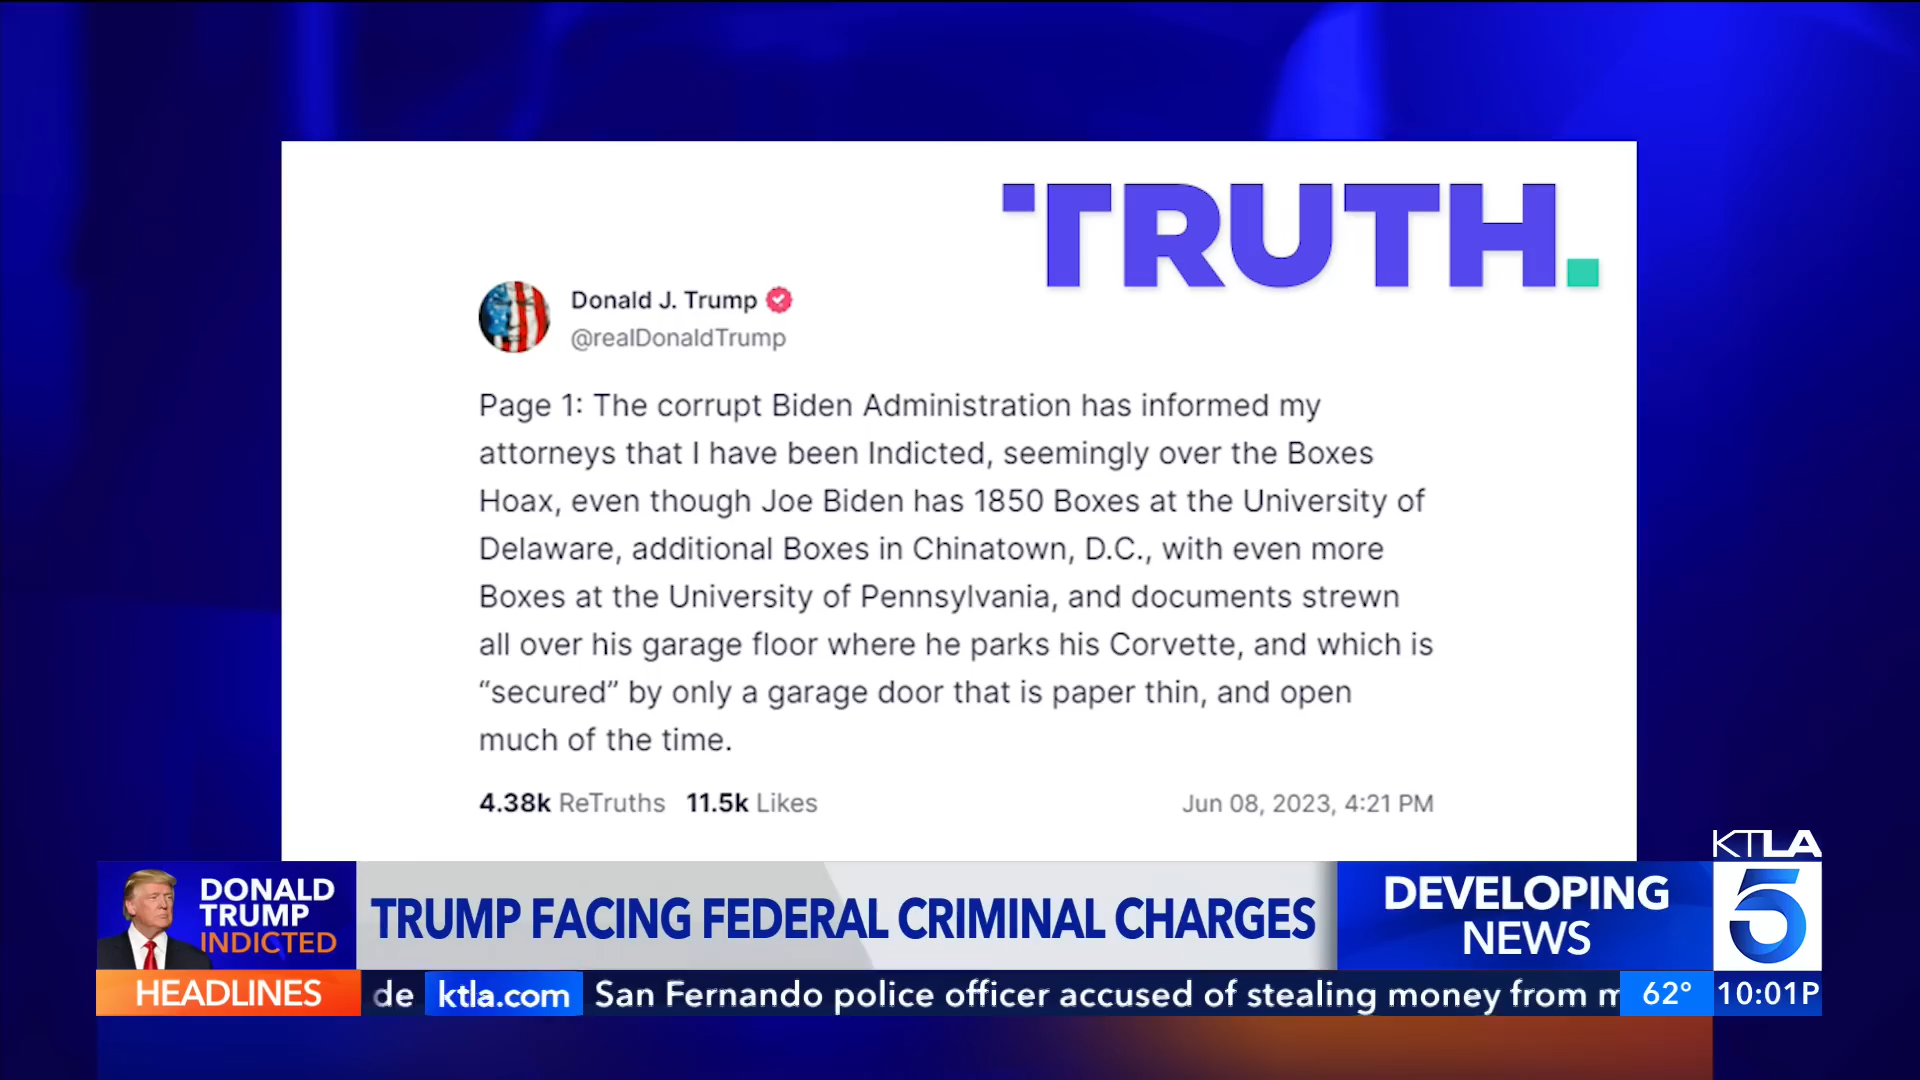 TRUTH.
Donald J. Trump
@realDonaldTrump
Page 1: The corrupt Biden Administration has informed my
attorneys that I have been Indicted, seemingly over the Boxes
Hoax, even though Joe Biden has 1850 Boxes at the University of
Delaware, additional Boxes in Chinatown, D.C., with even more
Boxes at the University of Pennsylvania, and documents strewn
all over his garage floor where he parks his Corvette, and which is
“secured” by only a garage door that is paper thin, and open
much of the time.
4.38k ReTruths 11.5k Likes Jun 08, 2023, 4:21 PM
DONALD
TRUMP
INDICTED
TRUMP FACING FEDERAL CRIMINAL CHARGES
DEVELOPING
NEWS
KTLA
5
HEADLINES de ktla.com San Fernando police officer accused of stealing money from 62° 10:01P